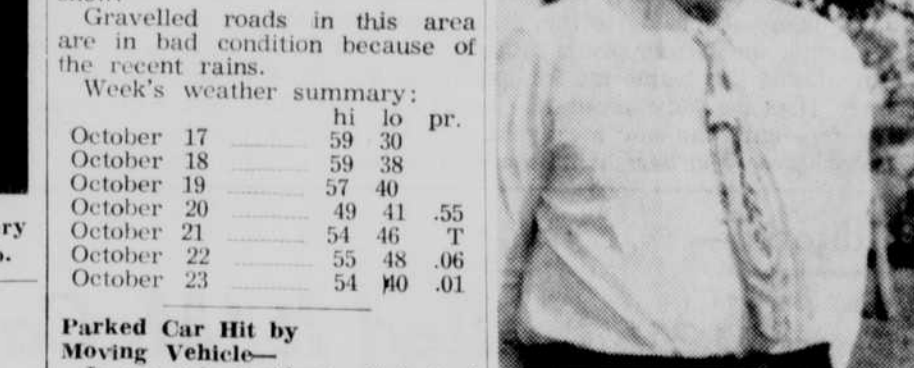 Gravelled roads in this area
are in bad condition because of
the recent rains.
Week's weather summary:
hi lo pr.
October 17 59 30
October 18 59 38
October 19 57 40
October 20 49 41 .55
October 21 54 46 T
October 22 55 48 .06
October 23 54 40 .01
ry
Parked Car Hit by
Moving Vehicle—